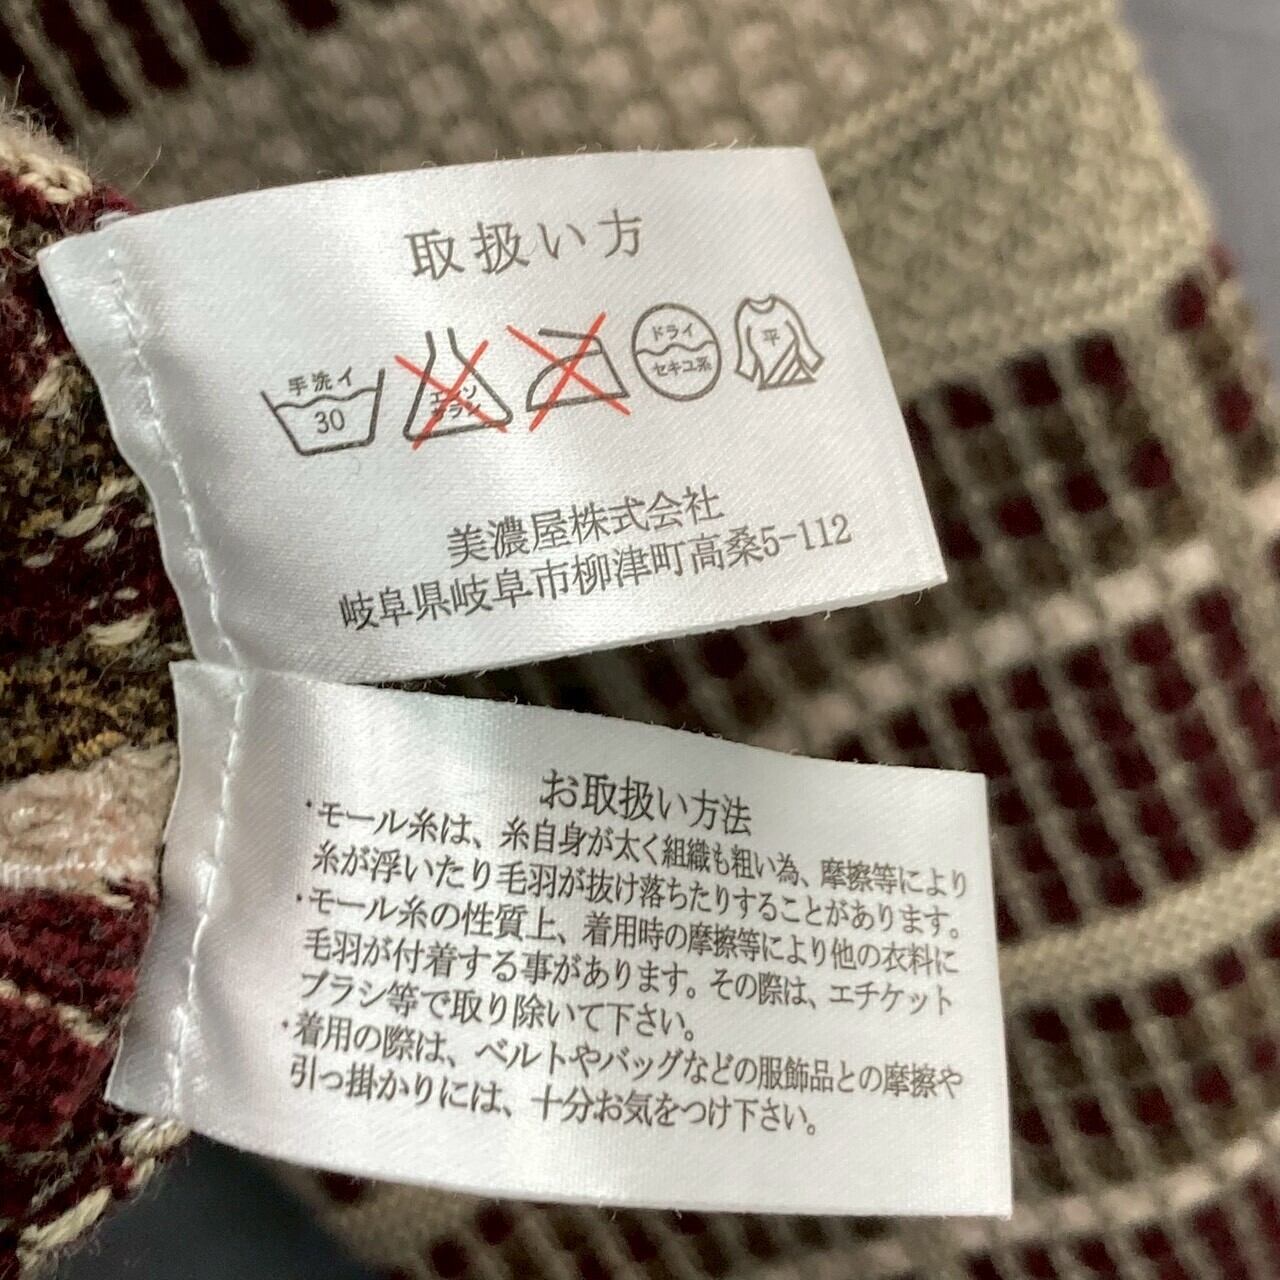 取扱い方
手洗イ
30
エンソ
サラシ
ドライ
セキユ系
平
美濃屋株式会社
岐阜県岐阜市柳津町高桑5-112
お取扱い方法
・モール糸は、糸自身が太く組織も粗い為、摩擦等により
糸が浮いたり毛羽が抜け落ちたりすることがあります。
・モール糸の性質上、着用時の摩擦等により他の衣料に
毛羽が付着する事があります。その際は、エチケット
ブラシ等で取り除いて下さい。
・着用の際は、ベルトやバッグなどの服飾品との摩擦や
引っ掛かりには、十分お気をつけ下さい。